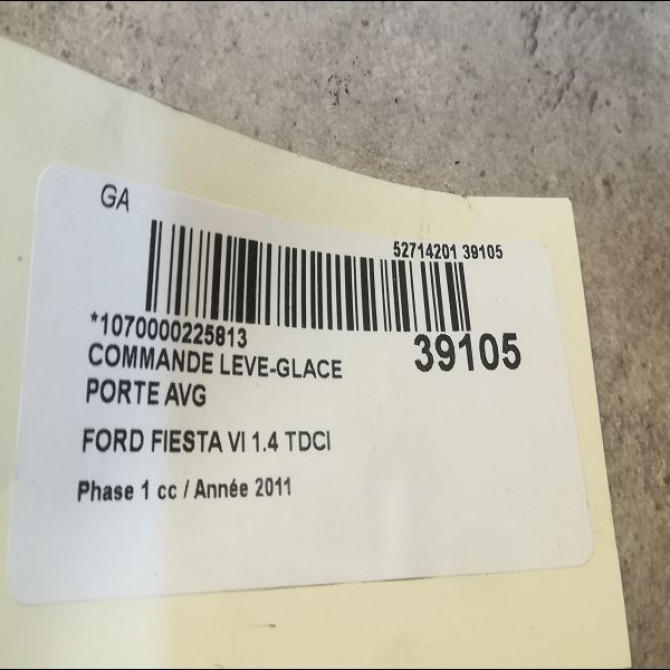 GA
52714201 39105
*1070000225813
39105
COMMANDE LEVE-GLACE
PORTE AVG
FORD FIESTA VI 1.4 TDCI
Phase 1 cc / Année 2011